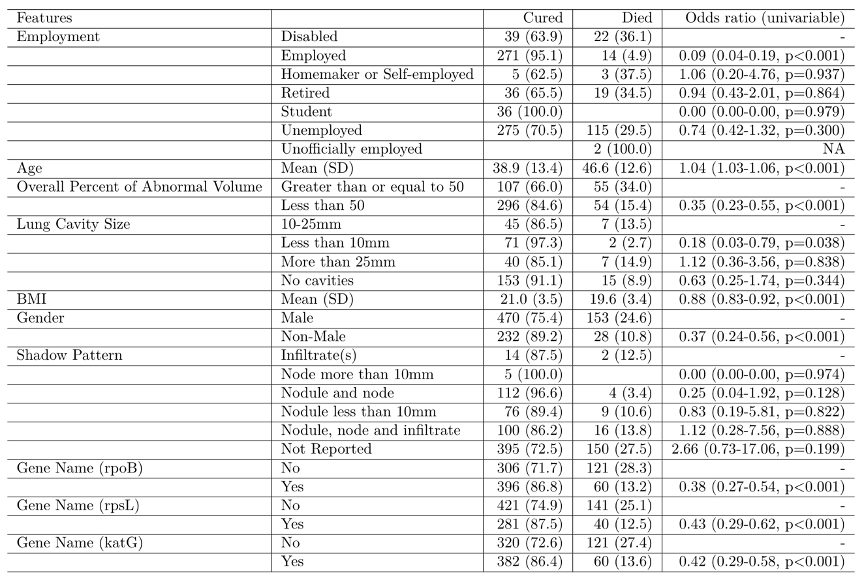 Features Cured Died Odds ratio (univariable)
Employment Disabled 39 (63.9) 22 (36.1) -
Employed 271 (95.1) 14 (4.9) 0.09 (0.04-0.19, p<0.001)
Homemaker or Self-employed 5 (62.5) 3 (37.5) 1.06 (0.20-4.76, p=0.937)
Retired 36 (65.5) 19 (34.5) 0.94 (0.43-2.01, p=0.864)
Student 36 (100.0) 0.00 (0.00-0.00, p=0.979)
Unemployed 275 (70.5) 115 (29.5) 0.74 (0.42-1.32, p=0.300)
Unofficially employed 2 (100.0) NA
Age Mean (SD) 38.9 (13.4) 46.6 (12.6) 1.04 (1.03-1.06, p<0.001)
Overall Percent of Abnormal Volume Greater than or equal to 50 107 (66.0) 55 (34.0) -
Less than 50 296 (84.6) 54 (15.4) 0.35 (0.23-0.55, p<0.001)
Lung Cavity Size 10-25mm 45 (86.5) 7 (13.5) -
Less than 10mm 71 (97.3) 2 (2.7) 0.18 (0.03-0.79, p=0.038)
More than 25mm 40 (85.1) 7 (14.9) 1.12 (0.36-3.56, p=0.838)
No cavities 153 (91.1) 15 (8.9) 0.63 (0.25-1.74, p=0.344)
BMI Mean (SD) 21.0 (3.5) 19.6 (3.4) 0.88 (0.83-0.92, p<0.001)
Gender Male 470 (75.4) 153 (24.6) -
Non-Male 232 (89.2) 28 (10.8) 0.37 (0.24-0.56, p<0.001)
Shadow Pattern Infiltrate(s) 14 (87.5) 2 (12.5) -
Node more than 10mm 5 (100.0) 0.00 (0.00-0.00, p=0.974)
Nodule and node 112 (96.6) 4 (3.4) 0.25 (0.04-1.92, p=0.128)
Nodule less than 10mm 76 (89.4) 9 (10.6) 0.83 (0.19-5.81, p=0.822)
Nodule, node and infiltrate 100 (86.2) 16 (13.8) 1.12 (0.28-7.56, p=0.888)
Not Reported 395 (72.5) 150 (27.5) 2.66 (0.73-17.06, p=0.199)
Gene Name (rpoB) No 306 (71.7) 121 (28.3) -
Yes 396 (86.8) 60 (13.2) 0.38 (0.27-0.54, p<0.001)
Gene Name (rpsL) No 421 (74.9) 141 (25.1) -
Yes 281 (87.5) 40 (12.5) 0.43 (0.29-0.62, p<0.001)
Gene Name (katG) No 320 (72.6) 121 (27.4) -
Yes 382 (86.4) 60 (13.6) 0.42 (0.29-0.58, p<0.001)